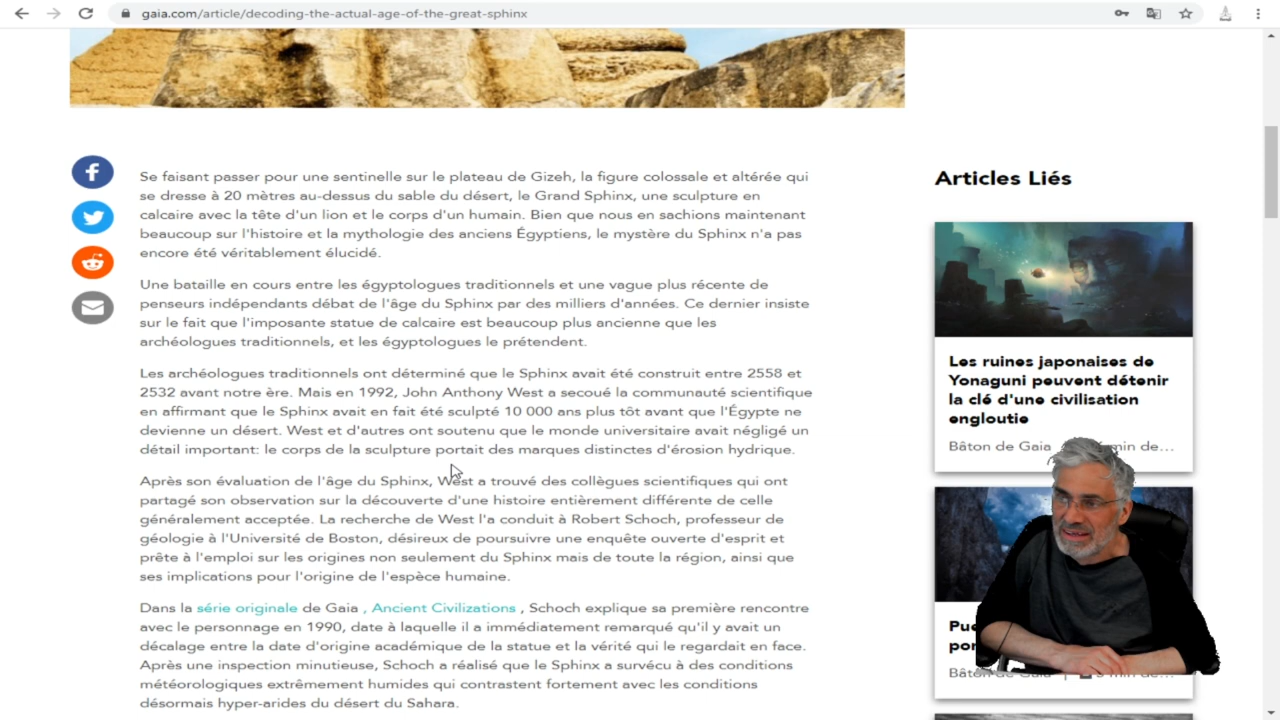 gaia.com/article/decoding-the-actual-age-of-the-great-sphinx
Se faisant passer pour une sentinelle sur le plateau de Gizeh, la figure colossale et altérée qui
se dresse à 20 mètres au-dessus du sable du désert, le Grand Sphinx, une sculpture en
calcaire avec la tête d'un lion et le corps d'un humain. Bien que nous en sachions maintenant
beaucoup sur l'histoire et la mythologie des anciens Égyptiens, le mystère du Sphinx n'a pas
encore été véritablement élucidé.
Une bataille en cours entre les égyptologues traditionnels et une vague plus récente de
penseurs indépendants débat de l'âge du Sphinx par des milliers d'années. Ce dernier insiste
sur le fait que l'imposante statue de calcaire est beaucoup plus ancienne que les
archéologues traditionnels, et les égyptologues le prétendent.
Les archéologues traditionnels ont déterminé que le Sphinx avait été construit entre 2558 et
2532 avant notre ère. Mais en 1992, John Anthony West a secoué la communauté scientifique
en affirmant que le Sphinx avait en fait été sculpté 10 000 ans plus tôt avant que l'Égypte ne
devienne un désert. West et d'autres ont soutenu que le monde universitaire avait négligé un
détail important: le corps de la sculpture portait des marques distinctes d'érosion hydrique.
Après son évaluation de l'âge du Sphinx, West a trouvé des collègues scientifiques qui ont
partagé son observation sur la découverte d'une histoire entièrement différente de celle
généralement acceptée. La recherche de West l'a conduit à Robert Schoch, professeur de
géologie à l'Université de Boston, désireux de poursuivre une enquête ouverte d'esprit et
prête à l'emploi sur les origines non seulement du Sphinx mais de toute la région, ainsi que
ses implications pour l'origine de l'espèce humaine.
Dans la série originale de Gaia , Ancient Civilizations , Schoch explique sa première rencontre
avec le personnage en 1990, date à laquelle il a immédiatement remarqué qu'il y avait un
décalage entre la date d'origine académique de la statue et la vérité qui le regardait en face.
Après une inspection minutieuse, Schoch a réalisé que le Sphinx a survécu à des conditions
météorologiques extrêmement humides qui contrastent fortement avec les conditions
désormais hyper-arides du désert du Sahara.
Articles Liés
Les ruines japonaises de
Yonaguni peuvent détenir
la clé d'une civilisation
engloutie
Bâton de Gaia min de...
Bâton de Gaia | min de...